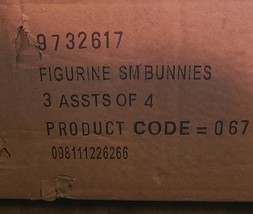 9732617
FIGURINE SM BUNNIES
3 ASSTS OF 4
PRODUCT CODE = 067
098111226266